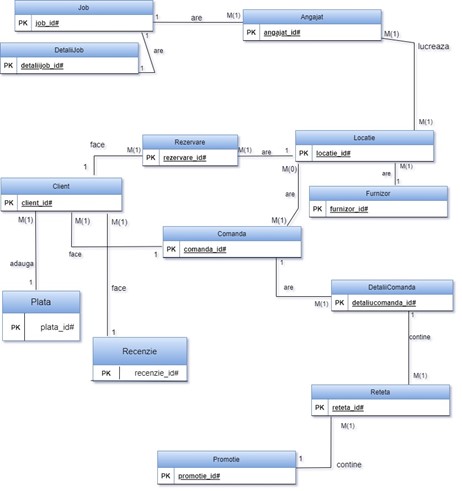 Job
PK job_id#
1
are
M(1)
Angajat
PK angajat_id#
M(1)
lucreaza
M(1)
1
are
DetaliiJob
PK detaliijob_id#
1
face
M(1)
1
Rezervare
PK rezervare_id#
M(1)
are
1
Locatie
PK locatie_id#
M(0)
are
M(1)
are
M(1)
1
Furnizor
PK furnizor_id#
Client
PK client_id#
M(1)
M(1)
M(1)
face
1
Comanda
PK comanda_id#
1
are
M(1)
adauga
1
Plata
PK plata_id#
face
1
Recenzie
PK recenzie_id#
DetaliiComanda
PK detaliucomanda_id#
1
contine
M(1)
Reteta
PK reteta_id#
M(1)
contine
1
Promotie
PK promotie_id#